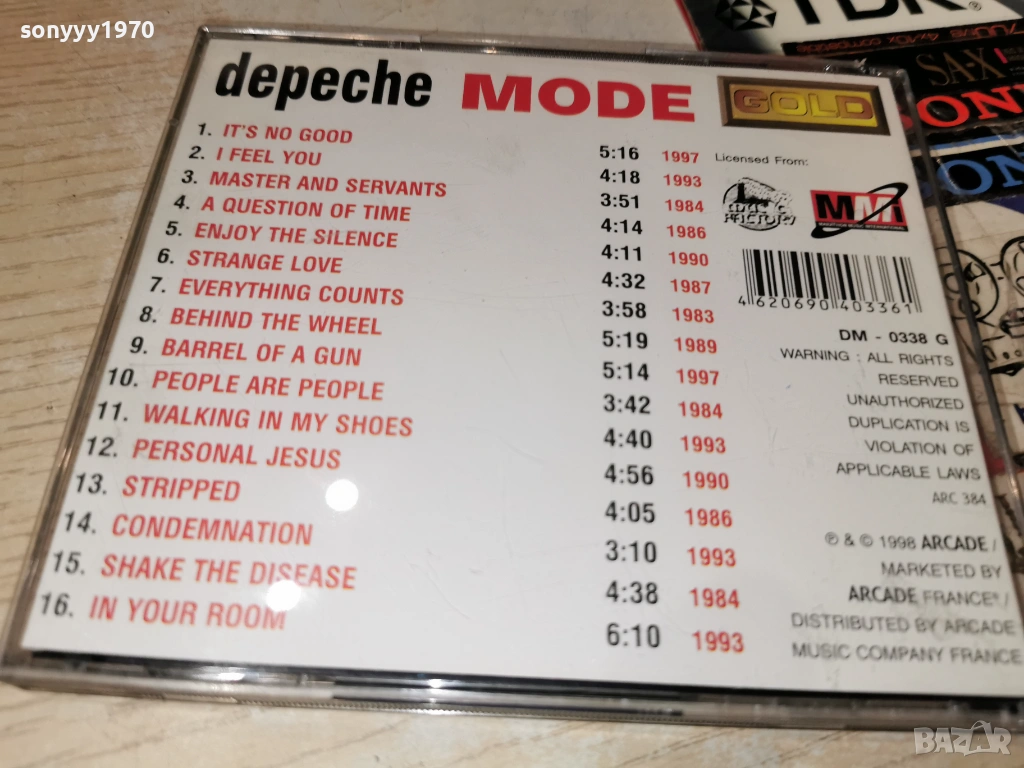 sonyyy1970
TDK ®
SA-X
depeche MODE GOLD
1. IT'S NO GOOD 5:16 1997
2. I FEEL YOU 4:18 1993
3. MASTER AND SERVANTS 3:51 1984
4. A QUESTION OF TIME 4:14 1986
5. ENJOY THE SILENCE 4:11 1990
6. STRANGE LOVE 4:32 1987
7. EVERYTHING COUNTS 3:58 1983
8. BEHIND THE WHEEL 5:19 1989
9. BARREL OF A GUN 5:14 1997
10. PEOPLE ARE PEOPLE 3:42 1984
11. WALKING IN MY SHOES 4:40 1993
12. PERSONAL JESUS 4:56 1990
13. STRIPPED 4:05 1986
14. CONDEMNATION 3:10 1993
15. SHAKE THE DISEASE 4:38 1984
16. IN YOUR ROOM 6:10 1993
Licensed From:
FACTORY
MMI
4 620690 403361
DM - 0338 G
WARNING : ALL RIGHTS
RESERVED
UNAUTHORIZED
DUPLICATION IS
VIOLATION OF
APPLICABLE LAWS
ARC 384
℗ & © 1998 ARCADE /
MARKETED BY
ARCADE FRANCE /
DISTRIBUTED BY ARCADE
MUSIC COMPANY FRANCE
BAZAR